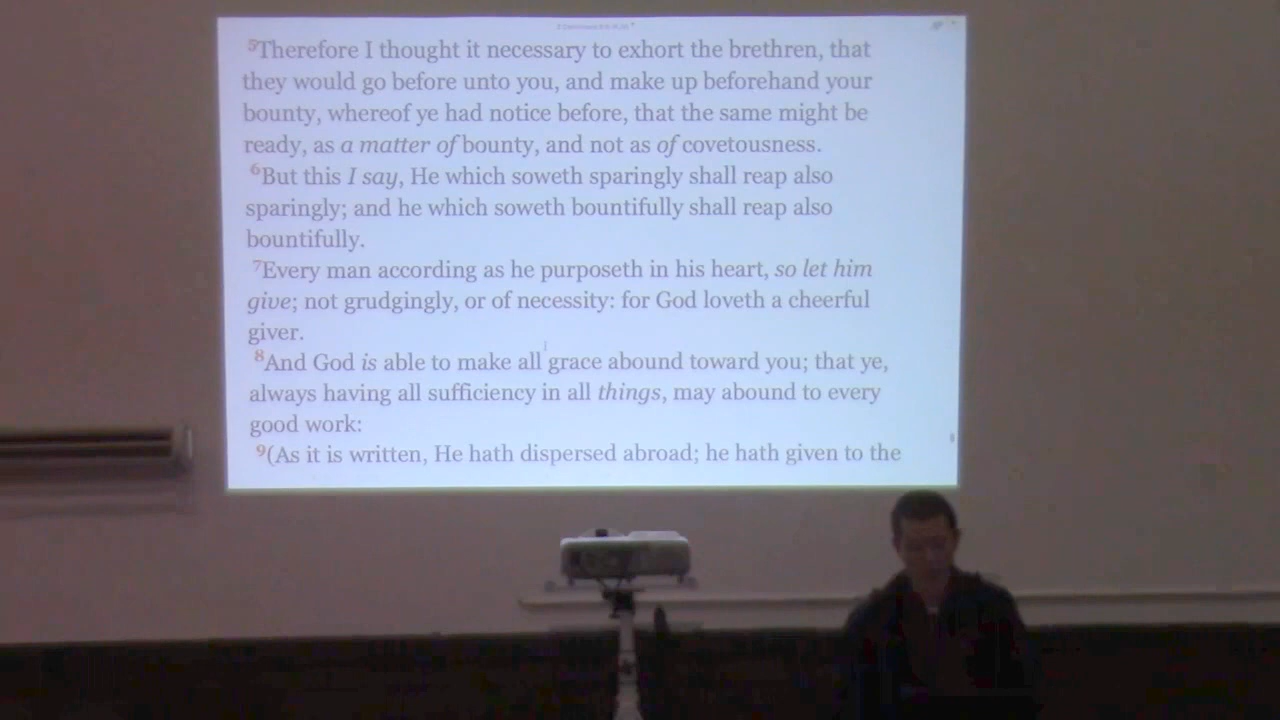 5Therefore I thought it necessary to exhort the brethren, that
they would go before unto you, and make up beforehand your
bounty, whereof ye had notice before, that the same might be
ready, as a matter of bounty, and not as of covetousness.
6But this I say, He which soweth sparingly shall reap also
sparingly; and he which soweth bountifully shall reap also
bountifully.
7Every man according as he purposeth in his heart, so let him
give; not grudgingly, or of necessity: for God loveth a cheerful
giver.
8And God is able to make all grace abound toward you; that ye,
always having all sufficiency in all things, may abound to every
good work:
9(As it is written, He hath dispersed abroad; he hath given to the